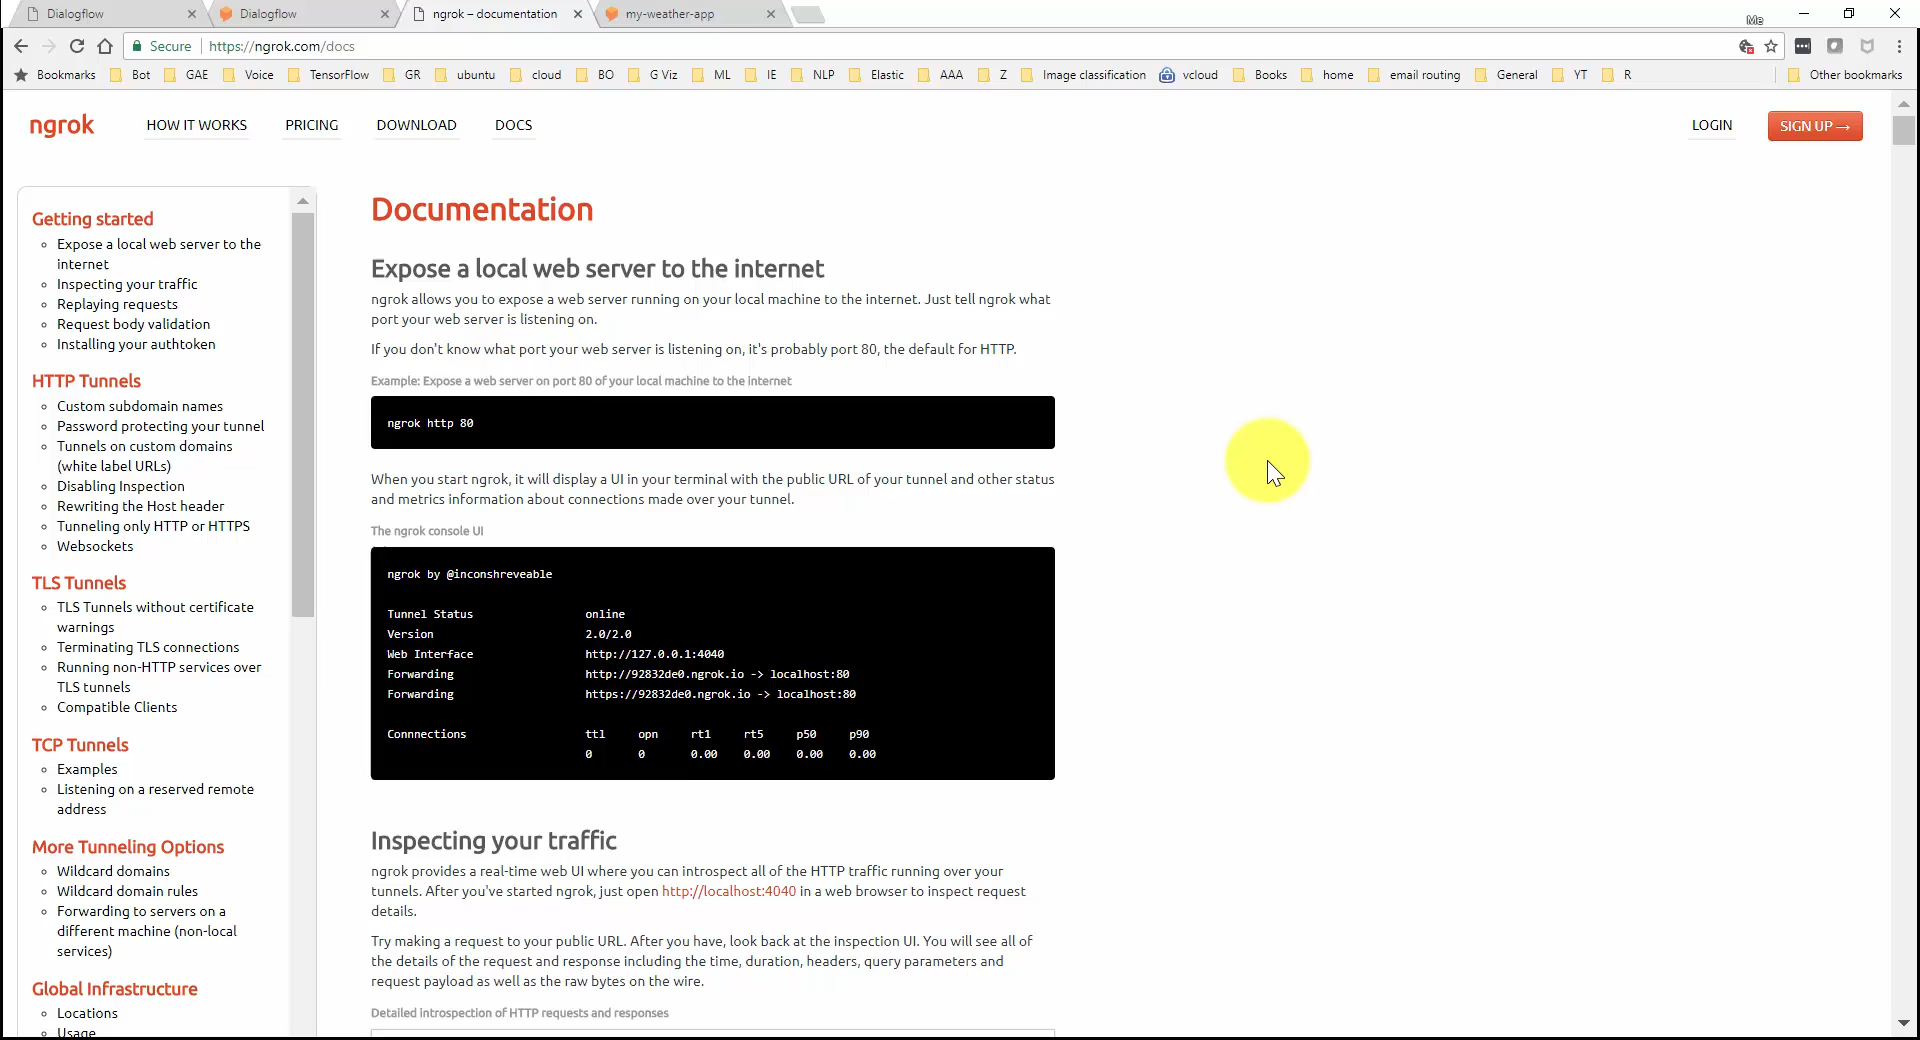 Dialogflow
Dialogflow
ngrok – documentation
my-weather-app
Me
Secure
https://ngrok.com/docs
Bookmarks
Bot
GAE
Voice
TensorFlow
GR
ubuntu
cloud
BO
G Viz
ML
IE
NLP
Elastic
AAA
Z
Image classification
vcloud
Books
home
email routing
General
YT
R
Other bookmarks
ngrok
HOW IT WORKS
PRICING
DOWNLOAD
DOCS
LOGIN
SIGN UP →
Getting started
Expose a local web server to the
internet
Inspecting your traffic
Replaying requests
Request body validation
Installing your authtoken
HTTP Tunnels
Custom subdomain names
Password protecting your tunnel
Tunnels on custom domains
(white label URLs)
Disabling Inspection
Rewriting the Host header
Tunneling only HTTP or HTTPS
Websockets
TLS Tunnels
TLS Tunnels without certificate
warnings
Terminating TLS connections
Running non-HTTP services over
TLS tunnels
Compatible Clients
TCP Tunnels
Examples
Listening on a reserved remote
address
More Tunneling Options
Wildcard domains
Wildcard domain rules
Forwarding to servers on a
different machine (non-local
services)
Global Infrastructure
Locations
Usage
Documentation
Expose a local web server to the internet
ngrok allows you to expose a web server running on your local machine to the internet. Just tell ngrok what
port your web server is listening on.
If you don't know what port your web server is listening on, it's probably port 80, the default for HTTP.
Example: Expose a web server on port 80 of your local machine to the internet
ngrok http 80
When you start ngrok, it will display a UI in your terminal with the public URL of your tunnel and other status
and metrics information about connections made over your tunnel.
The ngrok console UI
ngrok by @inconshreveable
Tunnel Status online
Version 2.0/2.0
Web Interface http://127.0.0.1:4040
Forwarding http://92832de0.ngrok.io -> localhost:80
Forwarding https://92832de0.ngrok.io -> localhost:80
Connnections ttl opn rt1 rt5 p50 p90
0 0 0.00 0.00 0.00 0.00
Inspecting your traffic
ngrok provides a real-time web UI where you can introspect all of the HTTP traffic running over your
tunnels. After you've started ngrok, just open http://localhost:4040 in a web browser to inspect request
details.
Try making a request to your public URL. After you have, look back at the inspection UI. You will see all of
the details of the request and response including the time, duration, headers, query parameters and
request payload as well as the raw bytes on the wire.
Detailed introspection of HTTP requests and responses